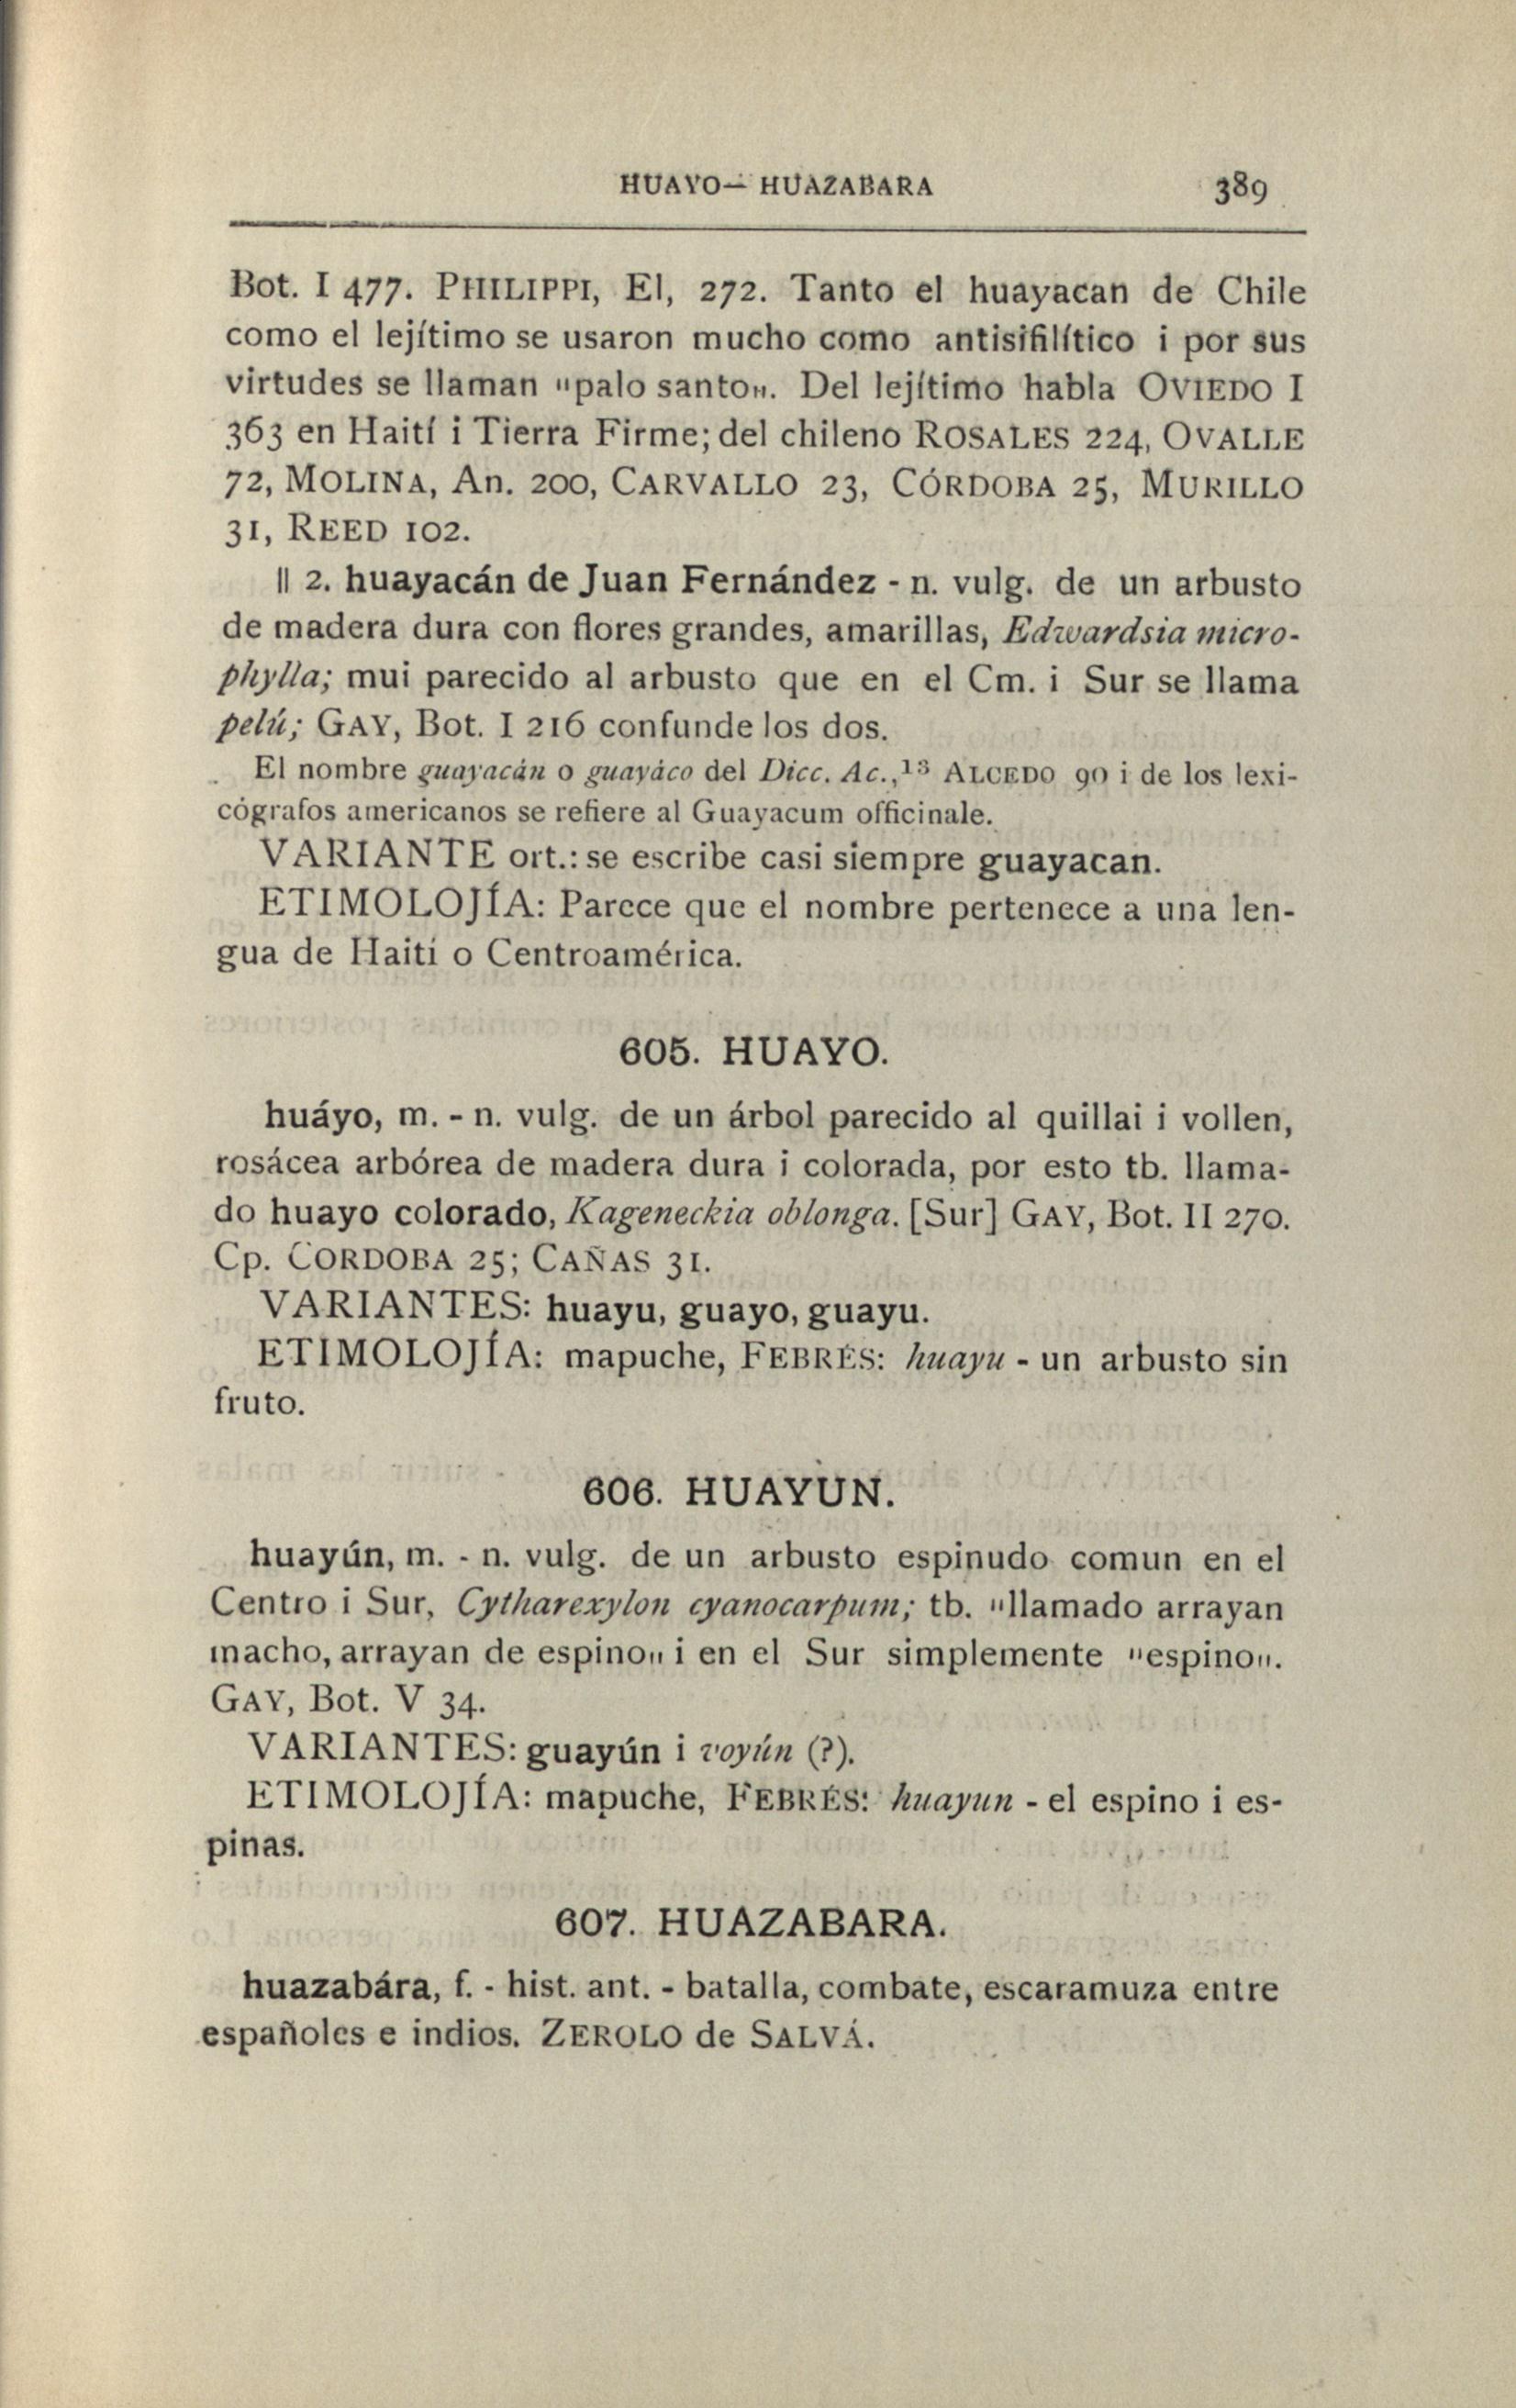 HUAYO — HUAZABARA 389
Bot. I 477. PHILIPPI, El, 272. Tanto el huayacan de Chile
como el lejítimo se usaron mucho como antisifilítico i por sus
virtudes se llaman "palo santo". Del lejítimo habla OVIEDO I
363 en Haití i Tierra Firme; del chileno ROSALES 224, OVALLE
72, MOLINA, An. 200, CARVALLO 23, CÓRDOBA 25, MURILLO
31, REED 102.
|| 2. huayacán de Juan Fernández - n. vulg. de un arbusto
de madera dura con flores grandes, amarillas, Edwardsia micro-
phylla; mui parecido al arbusto que en el Cm. i Sur se llama
pelú; GAY, Bot. I 216 confunde los dos.
El nombre guayacán o guayáco del Dicc. Ac.,¹³ ALCEDO 90 i de los lexi-
cógrafos americanos se refiere al Guayacum officinale.
VARIANTE ort.: se escribe casi siempre guayacan.
ETIMOLOJÍA: Parece que el nombre pertenece a una len-
gua de Haití o Centroamérica.
605. HUAYO.
huáyo, m. - n. vulg. de un árbol parecido al quillai i vollen,
rosácea arbórea de madera dura i colorada, por esto tb. llama-
do huayo colorado, Kageneckia oblonga. [Sur] GAY, Bot. II 270.
Cp. CORDOBA 25; CAÑAS 31.
VARIANTES: huayu, guayo, guayu.
ETIMOLOJÍA: mapuche, FEBRÉS: huayu - un arbusto sin
fruto.
606. HUAYUN.
huayún, m. - n. vulg. de un arbusto espinudo comun en el
Centro i Sur, Cytharexylon cyanocarpum; tb. "llamado arrayan
macho, arrayan de espino" i en el Sur simplemente "espino".
GAY, Bot. V 34.
VARIANTES: guayún i voyún (?).
ETIMOLOJÍA: mapuche, FEBRÉS: huayun - el espino i es-
pinas.
607. HUAZABARA.
huazabára, f. - hist. ant. - batalla, combate, escaramuza entre
españoles e indios. ZEROLO de SALVÁ.